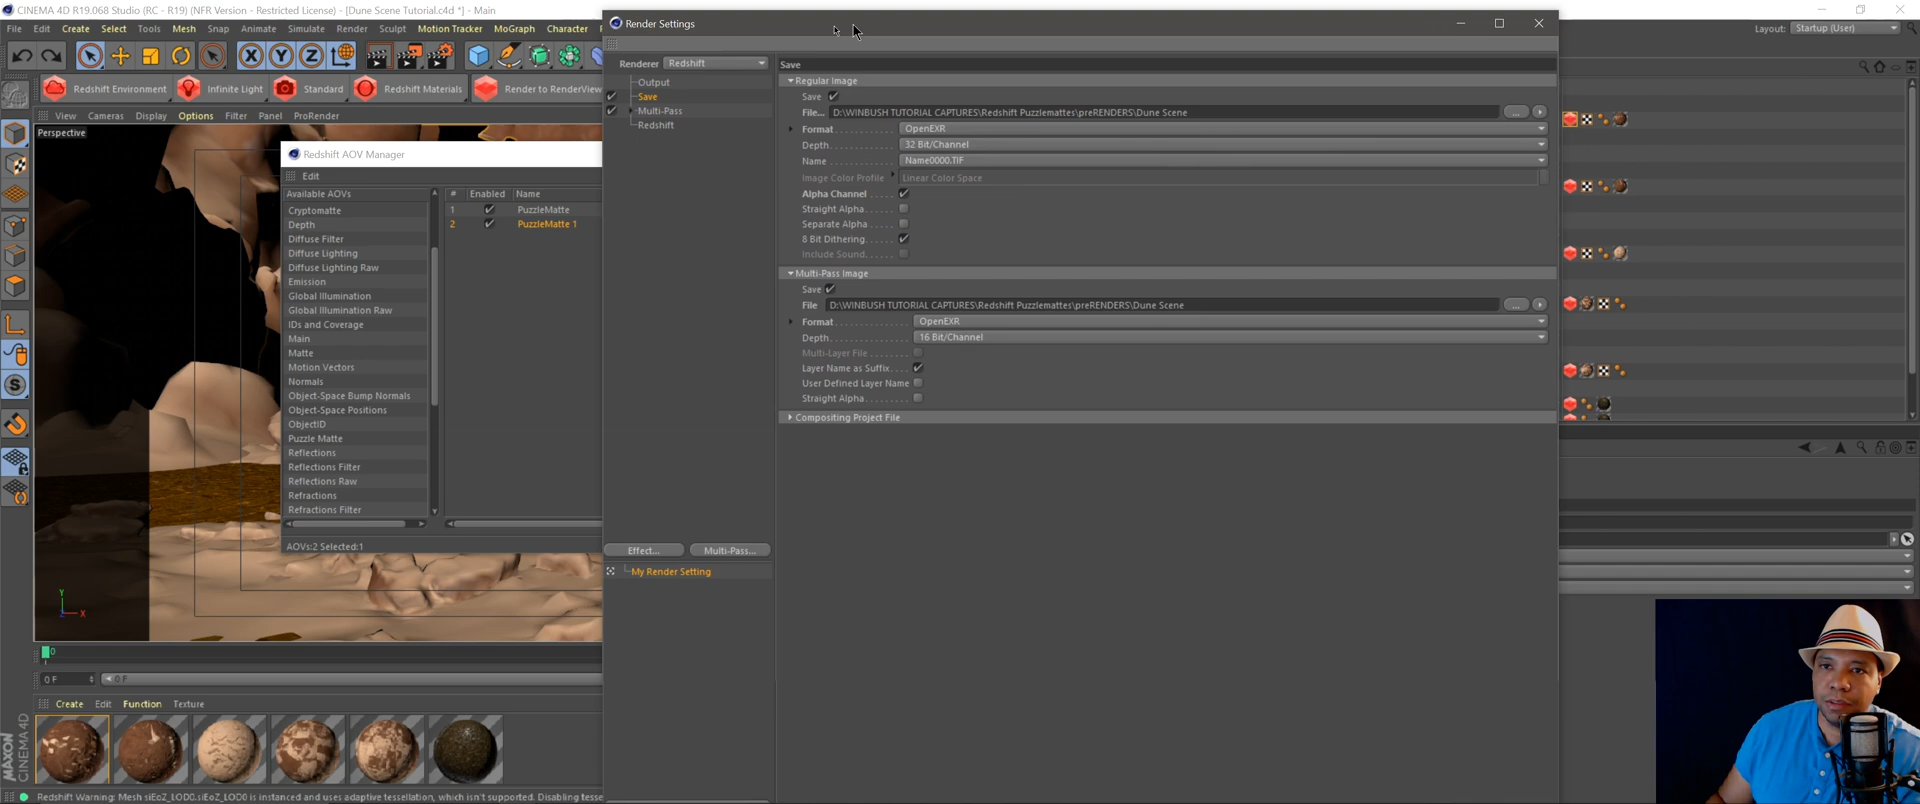 CINEMA 4D R19.068 Studio (RC - R19) (NFR Version - Restricted License) - [Dune Scene Tutorial.c4d *] - Main
File Edit Create Select Tools Mesh Snap Animate Simulate Render Sculpt Motion Tracker MoGraph Character
Layout: Startup (User)
Redshift Environment Infinite Light Standard Redshift Materials Render to RenderView
View Cameras Display Options Filter Panel ProRender
Perspective
Redshift AOV Manager
Edit
Available AOVs
Cryptomatte
Depth
Diffuse Filter
Diffuse Lighting
Diffuse Lighting Raw
Emission
Global Illumination
Global Illumination Raw
IDs and Coverage
Main
Matte
Motion Vectors
Normals
Object-Space Bump Normals
Object-Space Positions
ObjectID
Puzzle Matte
Reflections
Reflections Filter
Reflections Raw
Refractions
Refractions Filter
# Enabled Name
1 PuzzleMatte
2 PuzzleMatte 1
AOVs:2 Selected:1
Render Settings
Renderer Redshift
Output
Save
Multi-Pass
Redshift
Effect... Multi-Pass...
My Render Setting
Save
Regular Image
Save
File... D:\WINBUSH TUTORIAL CAPTURES\Redshift Puzzlemattes\preRENDERS\Dune Scene ...
Format OpenEXR
Depth 32 Bit/Channel
Name Name0000.TIF
Image Color Profile Linear Color Space
Alpha Channel
Straight Alpha
Separate Alpha
8 Bit Dithering
Include Sound
Multi-Pass Image
Save
File D:\WINBUSH TUTORIAL CAPTURES\Redshift Puzzlemattes\preRENDERS\Dune Scene ...
Format OpenEXR
Depth 16 Bit/Channel
Multi-Layer File
Layer Name as Suffix
User Defined Layer Name
Straight Alpha
Compositing Project File
Y
X
0
0 F 0 F
Create Edit Function Texture
MAXON CINEMA 4D
Redshift Warning: Mesh siEoZ_LOD0.siEoZ_LOD0 is instanced and uses adaptive tessellation, which isn't supported. Disabling tesse